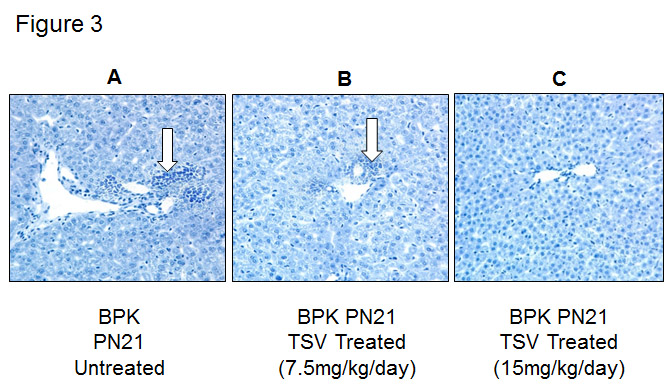 Figure 3
A
B
C
BPK
PN21
Untreated
BPK PN21
TSV Treated
(7.5mg/kg/day)
BPK PN21
TSV Treated
(15mg/kg/day)